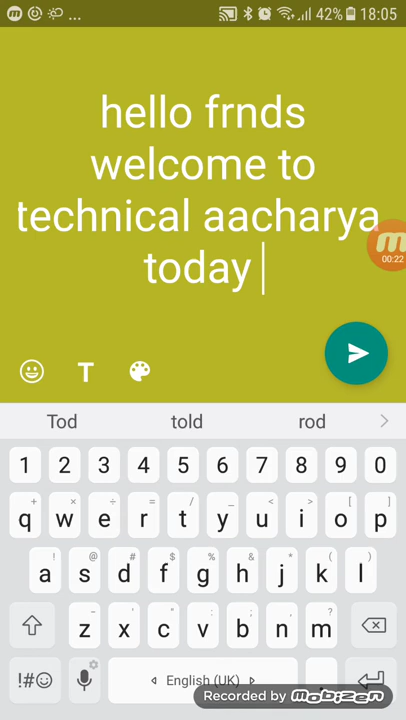 42% 18:05
hello frnds
welcome to
technical aacharya
today
00:22
T
Tod told rod
1 2 3 4 5 6 7 8 9 0
+ × ÷ = / _ < > [ ]
q w e r t y u i o p
! @ # $ % & * ( )
a s d f g h j k l
- ' " : ; ?
z x c v b n m
!#☺ English (UK)
Recorded by mobizen